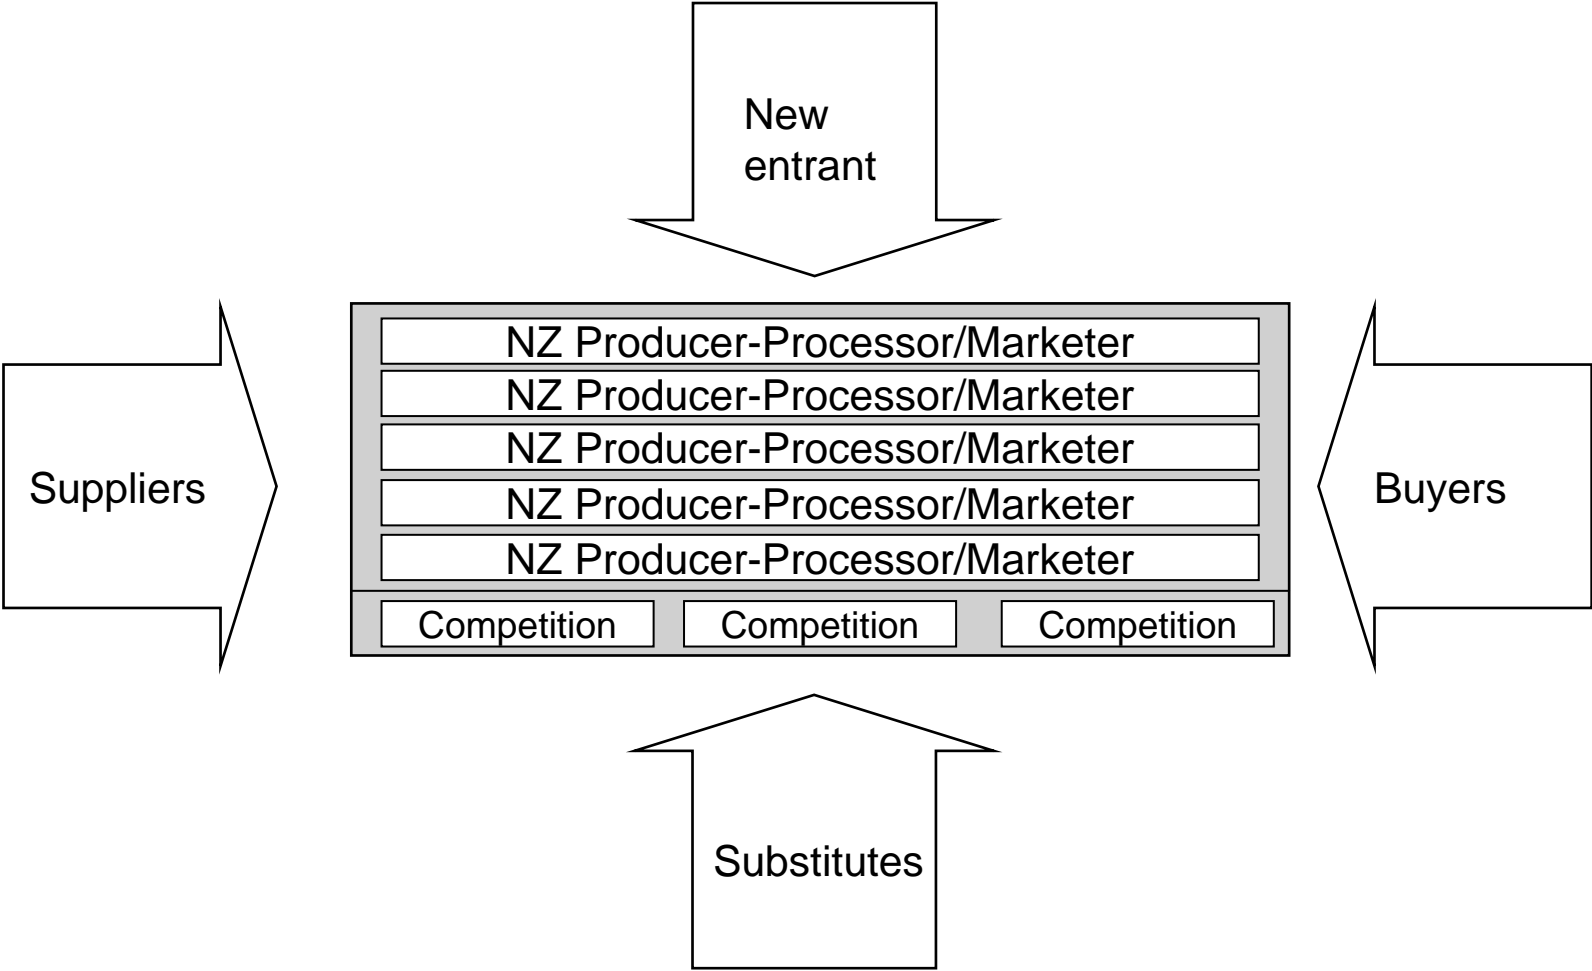 New
entrant
NZ Producer-Processor/Marketer
NZ Producer-Processor/Marketer
NZ Producer-Processor/Marketer
NZ Producer-Processor/Marketer
NZ Producer-Processor/Marketer
Suppliers
Buyers
Competition
Competition
Competition
Substitutes